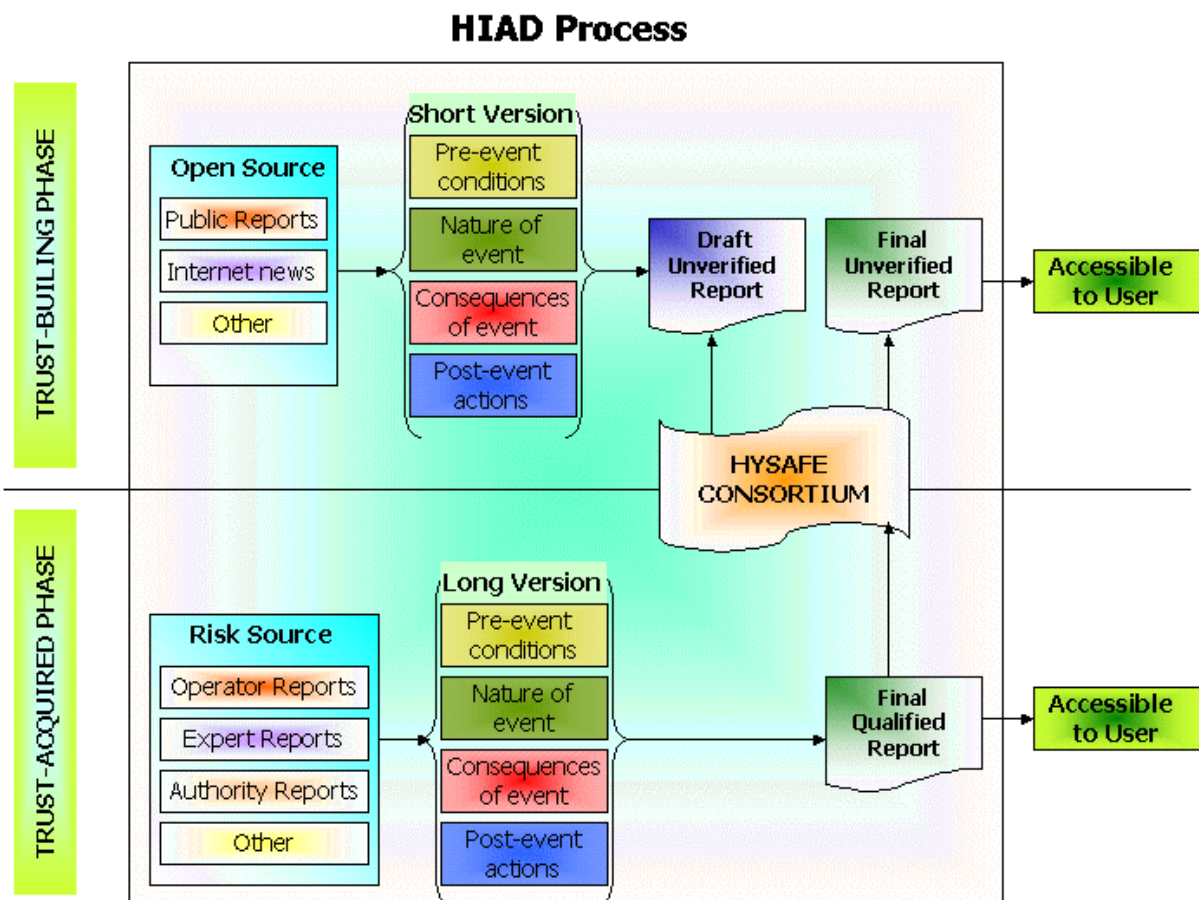 HIAD Process
TRUST-BUILING PHASE
Open Source
Public Reports
Internet news
Other
Short Version
Pre-event
conditions
Nature of
event
Consequences
of event
Post-event
actions
Draft
Unverified
Report
Final
Unverified
Report
Accessible
to User
HYSAFE
CONSORTIUM
TRUST-ACQUIRED PHASE
Risk Source
Operator Reports
Expert Reports
Authority Reports
Other
Long Version
Pre-event
conditions
Nature of
event
Consequences
of event
Post-event
actions
Final
Qualified
Report
Accessible
to User